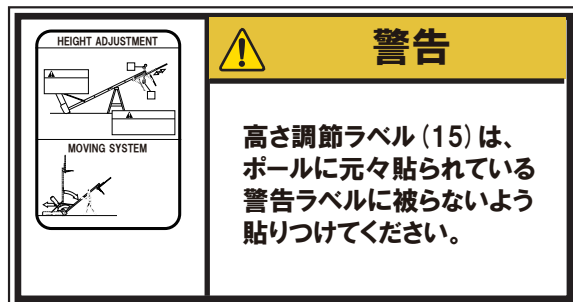 HEIGHT ADJUSTMENT
MOVING SYSTEM
警告
高さ調節ラベル(15)は、
ポールに元々貼られている
警告ラベルに被らないよう
貼りつけてください。